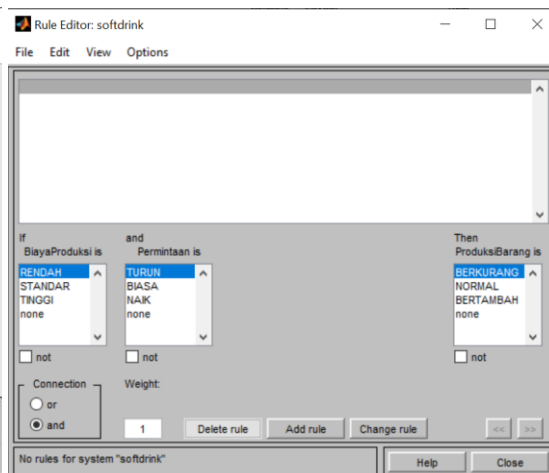 Rule Editor: softdrink
File Edit View Options
If and Then
BiayaProduksi is Permintaan is ProduksiBarang is
RENDAH TURUN BERKURANG
STANDAR BIASA NORMAL
TINGGI NAIK BERTAMBAH
none none none
not not not
Connection Weight:
or
and 1 Delete rule Add rule Change rule << >>
No rules for system "softdrink" Help Close